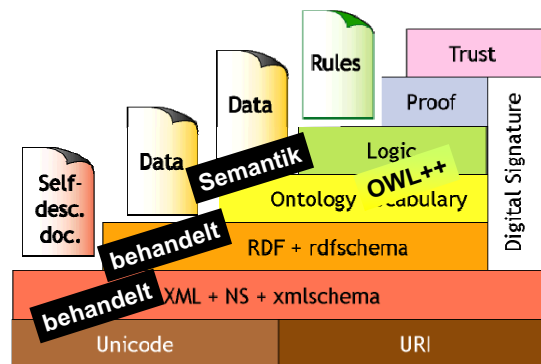 Rules
Trust
Data
Proof
Data
Semantik
Logic
OWL++
Self-
desc.
doc.
Ontology
Digital Signature
behandelt
RDF + rdfschema
behandelt
XML + NS + xmlschema
Unicode
URI